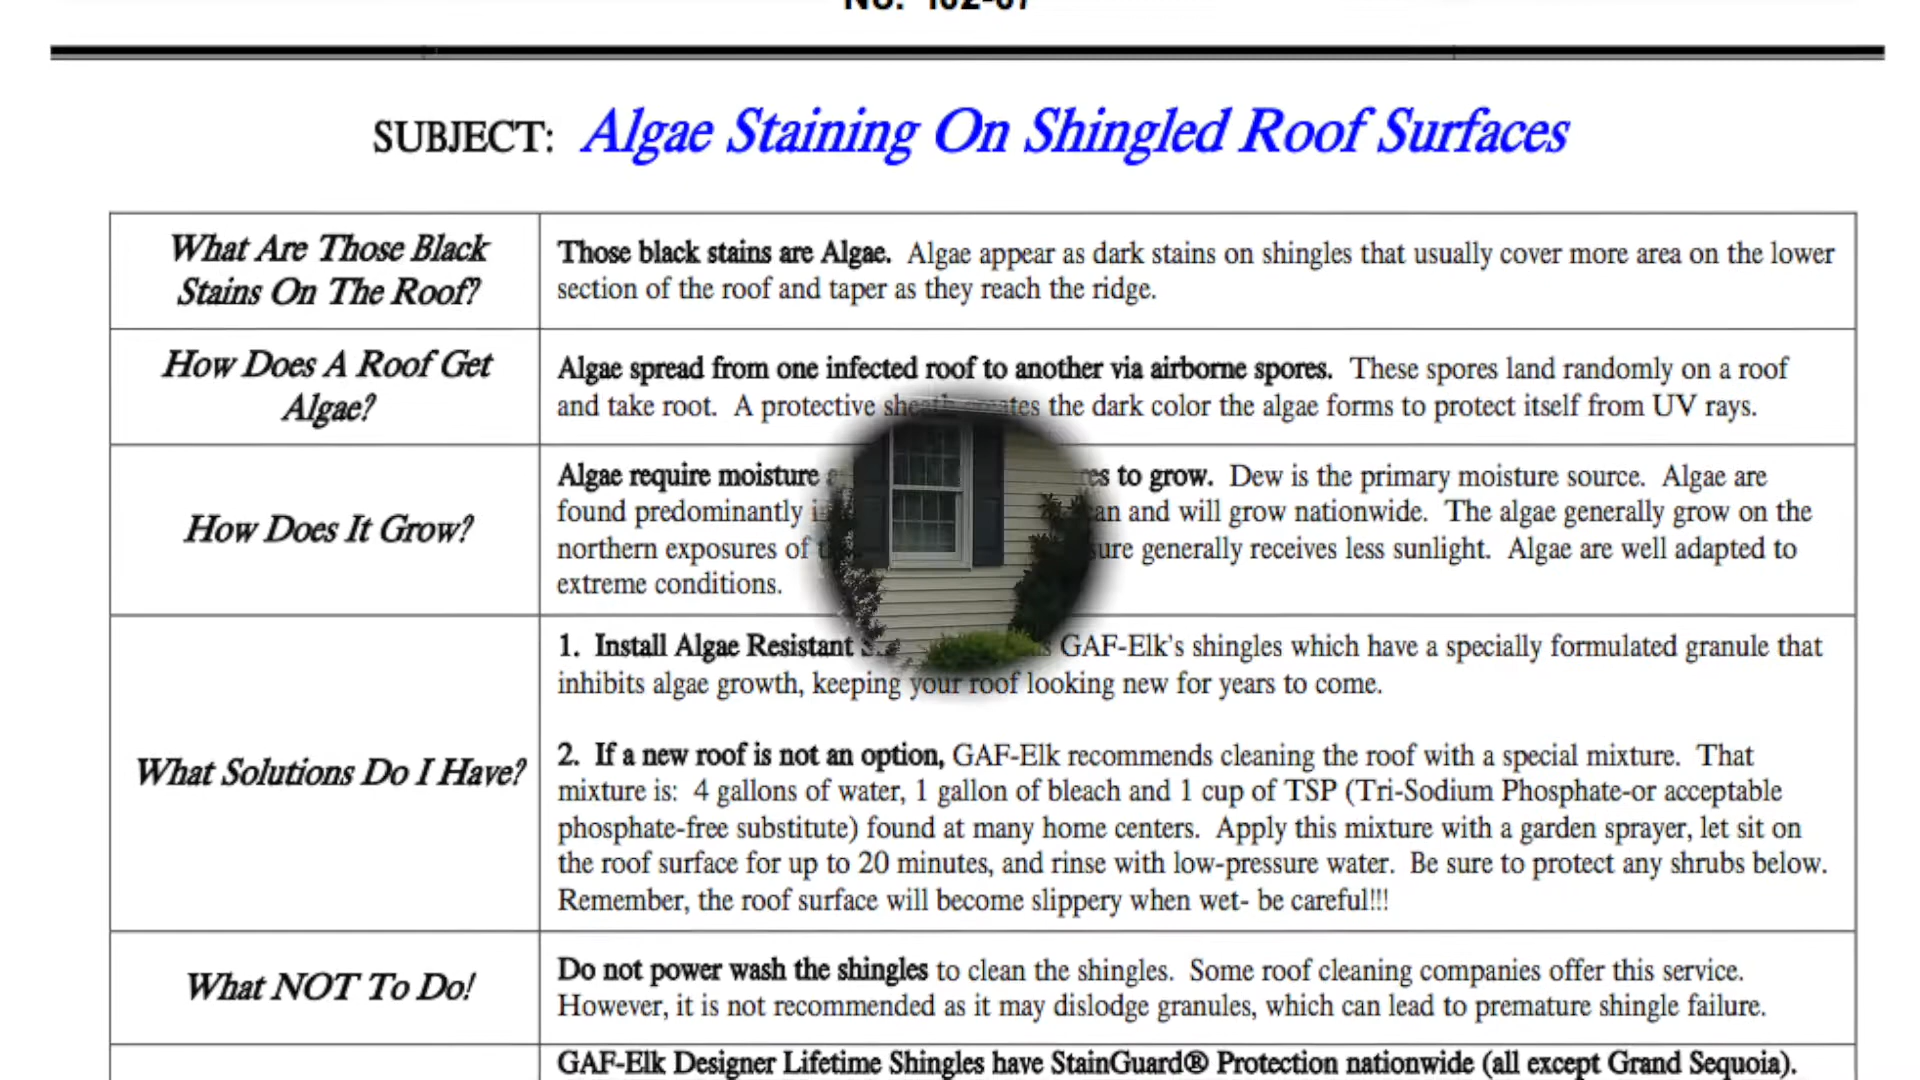 SUBJECT: Algae Staining On Shingled Roof Surfaces
What Are Those Black
Stains On The Roof?
Those black stains are Algae. Algae appear as dark stains on shingles that usually cover more area on the lower
section of the roof and taper as they reach the ridge.
How Does A Roof Get
Algae?
Algae spread from one infected roof to another via airborne spores. These spores land randomly on a roof
and take root. A protective the dark color the algae forms to protect itself from UV rays.
How Does It Grow?
Algae require moisture to grow. Dew is the primary moisture source. Algae are
found predominantly and will grow nationwide. The algae generally grow on the
northern exposures of generally receives less sunlight. Algae are well adapted to
extreme conditions.
What Solutions Do I Have?
1. Install Algae Resistant GAF-Elk's shingles which have a specially formulated granule that
inhibits algae growth, keeping your roof looking new for years to come.
2. If a new roof is not an option, GAF-Elk recommends cleaning the roof with a special mixture. That
mixture is: 4 gallons of water, 1 gallon of bleach and 1 cup of TSP (Tri-Sodium Phosphate-or acceptable
phosphate-free substitute) found at many home centers. Apply this mixture with a garden sprayer, let sit on
the roof surface for up to 20 minutes, and rinse with low-pressure water. Be sure to protect any shrubs below.
Remember, the roof surface will become slippery when wet- be careful!!!
What NOT To Do!
Do not power wash the shingles to clean the shingles. Some roof cleaning companies offer this service.
However, it is not recommended as it may dislodge granules, which can lead to premature shingle failure.
GAF-Elk Designer Lifetime Shingles have StainGuard® Protection nationwide (all except Grand Sequoia).